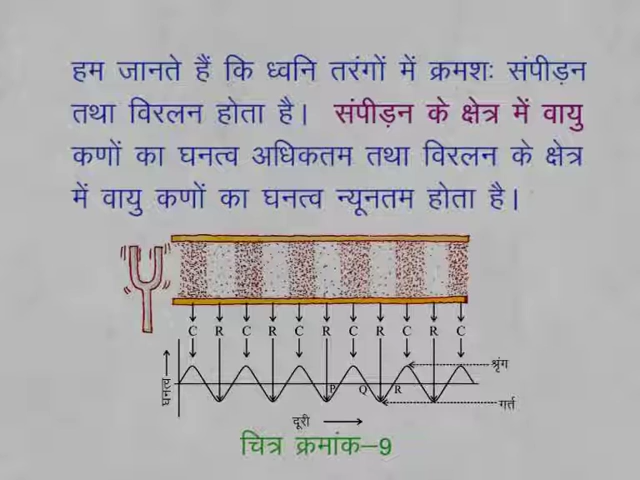 हम जानते हैं कि ध्वनि तरंगों में क्रमशः संपीड़न
तथा विरलन होता है। संपीड़न के क्षेत्र में वायु
कणों का घनत्व अधिकतम तथा विरलन के क्षेत्र
में वायु कणों का घनत्व न्यूनतम होता है।
C R C R C R C R C R C
घनत्व
श्रृंग
P Q R
गर्त
दूरी
चित्र क्रमांक–9